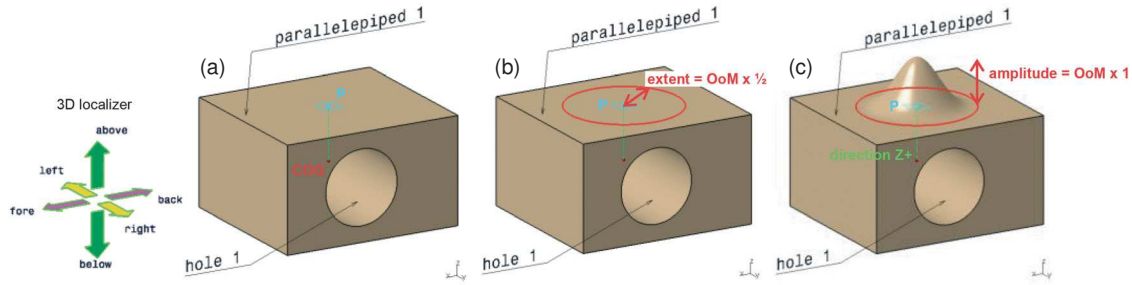 parallelepiped 1
parallelepiped 1
parallelepiped 1
(a)
(b)
(c)
P
extent = OoM x ½
amplitude = OoM x 1
3D localizer
above
P
P
left
COG
direction Z+
fore
back
right
below
hole 1
hole 1
hole 1
z
x
y
z
x
y
z
x
y